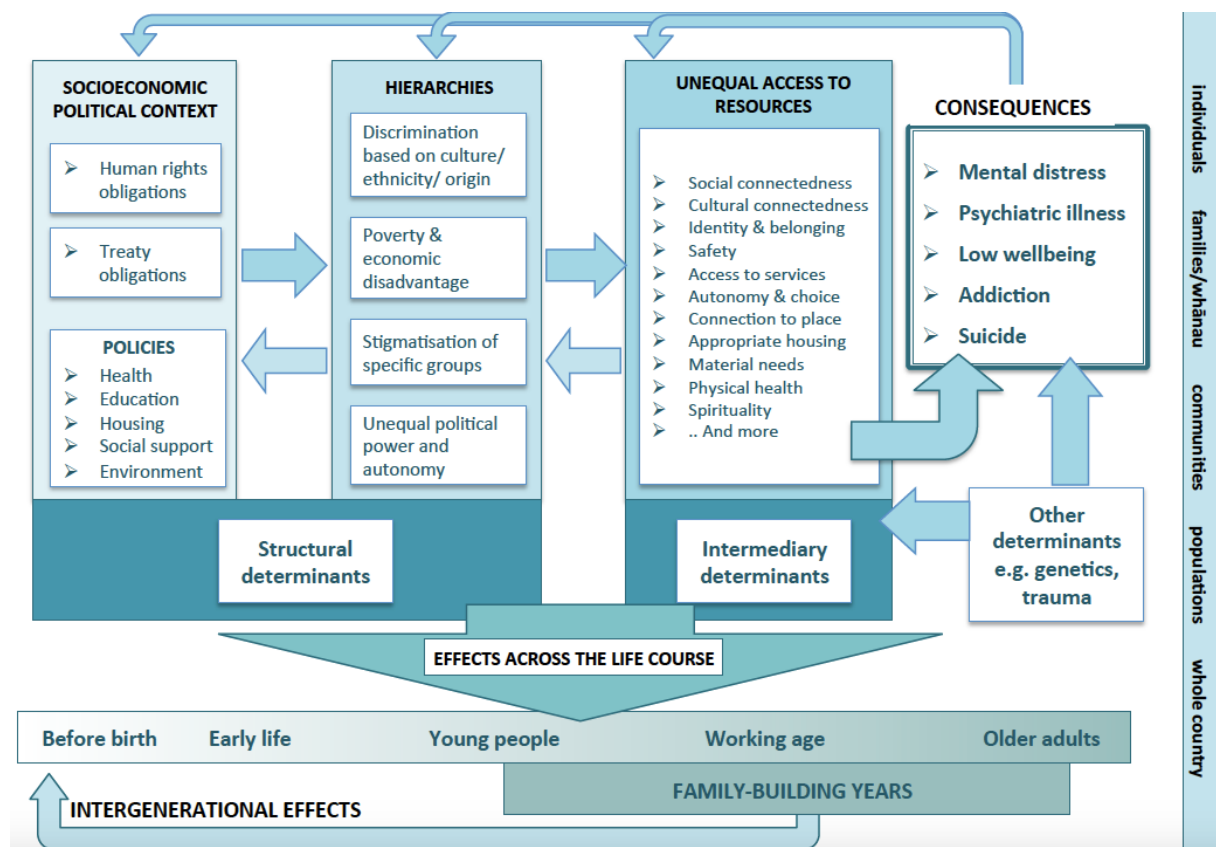 SOCIOECONOMIC
POLITICAL CONTEXT
➢ Human rights
obligations
➢ Treaty
obligations
POLICIES
➢ Health
➢ Education
➢ Housing
➢ Social support
➢ Environment
HIERARCHIES
Discrimination
based on culture/
ethnicity/ origin
Poverty &
economic
disadvantage
Stigmatisation of
specific groups
Unequal political
power and
autonomy
Structural
determinants
UNEQUAL ACCESS TO
RESOURCES
➢ Social connectedness
➢ Cultural connectedness
➢ Identity & belonging
➢ Safety
➢ Access to services
➢ Autonomy & choice
➢ Connection to place
➢ Appropriate housing
➢ Material needs
➢ Physical health
➢ Spirituality
➢ .. And more
Intermediary
determinants
CONSEQUENCES
➢ Mental distress
➢ Psychiatric illness
➢ Low wellbeing
➢ Addiction
➢ Suicide
Other
determinants
e.g. genetics,
trauma
EFFECTS ACROSS THE LIFE COURSE
Before birth Early life Young people Working age Older adults
FAMILY-BUILDING YEARS
INTERGENERATIONAL EFFECTS
individuals families/whānau communities populations whole country